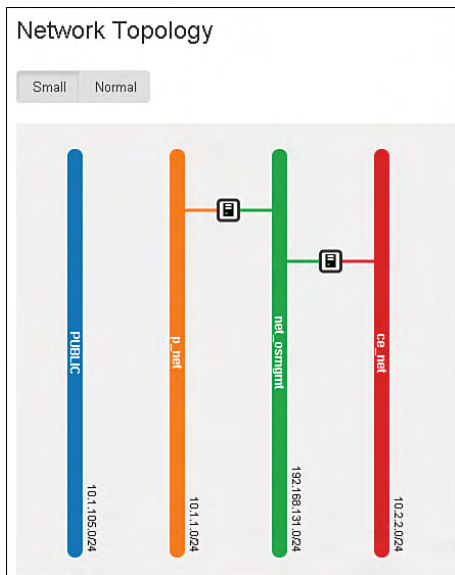 Network Topology
Small
Normal
PUBLIC
10.1.105.0/24
p_net
10.1.1.0/24
net_osmgmt
192.168.131.0/24
ce_net
10.2.2.0/24